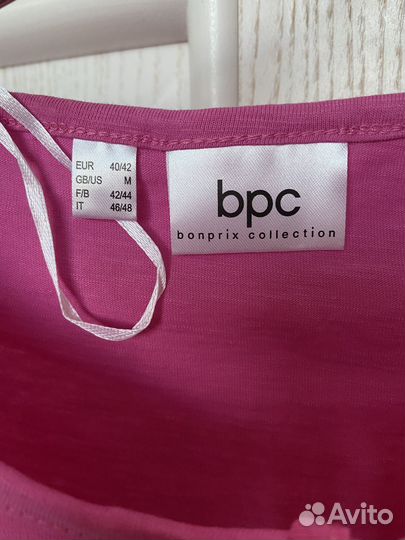 EUR 40/42
GB/US M
F/B 42/44
IT 46/48
bpc
bonprix collection
Avito